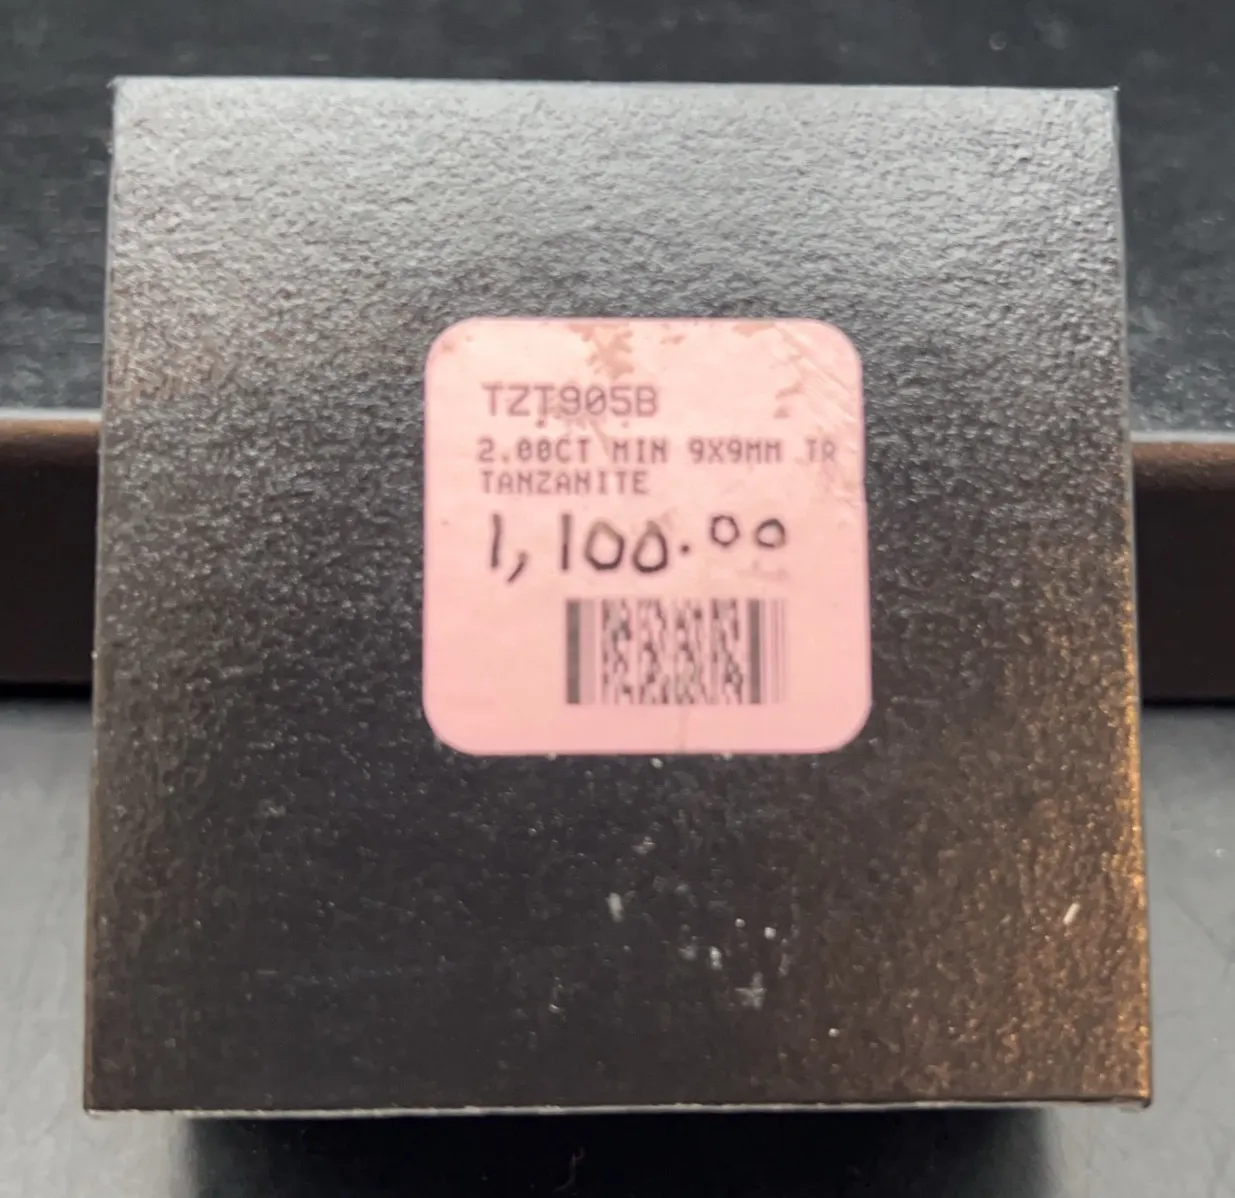 TZT905B
2.00CT MIN 9X9MM TR
TANZANITE
1,100.00